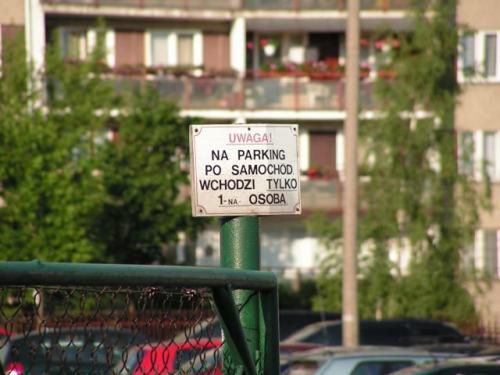 UWAGA!
NA PARKING
PO SAMOCHÓD
WCHODZI TYLKO
1-NA OSOBA